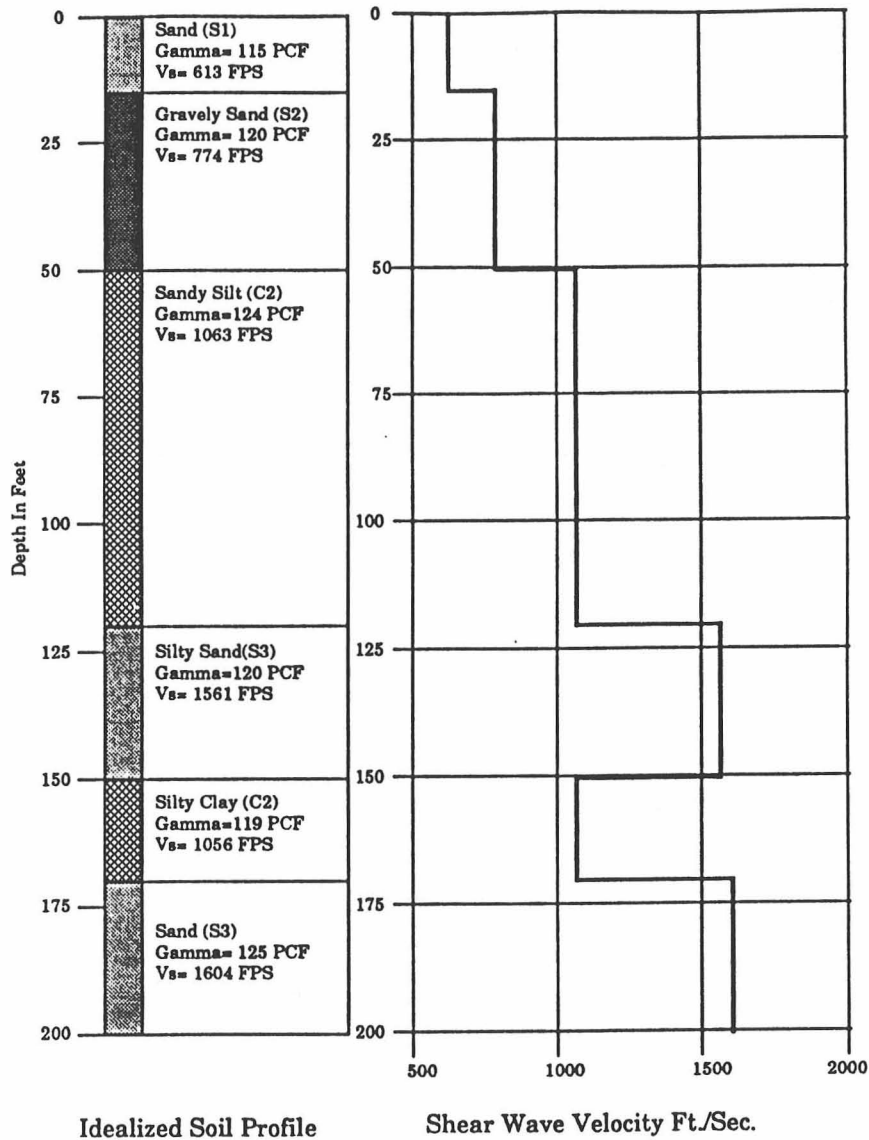 0
25
50
75
100
125
150
175
200
Depth In Feet
Sand (S1)
Gamma= 115 PCF
Vs= 613 FPS
Gravely Sand (S2)
Gamma= 120 PCF
Vs= 774 FPS
Sandy Silt (C2)
Gamma=124 PCF
Vs= 1063 FPS
Silty Sand(S3)
Gamma=120 PCF
Vs= 1561 FPS
Silty Clay (C2)
Gamma=119 PCF
Vs= 1056 FPS
Sand (S3)
Gamma= 125 PCF
Vs= 1604 FPS
Idealized Soil Profile
0
25
50
75
100
125
150
175
200
500 1000 1500 2000
Shear Wave Velocity Ft./Sec.